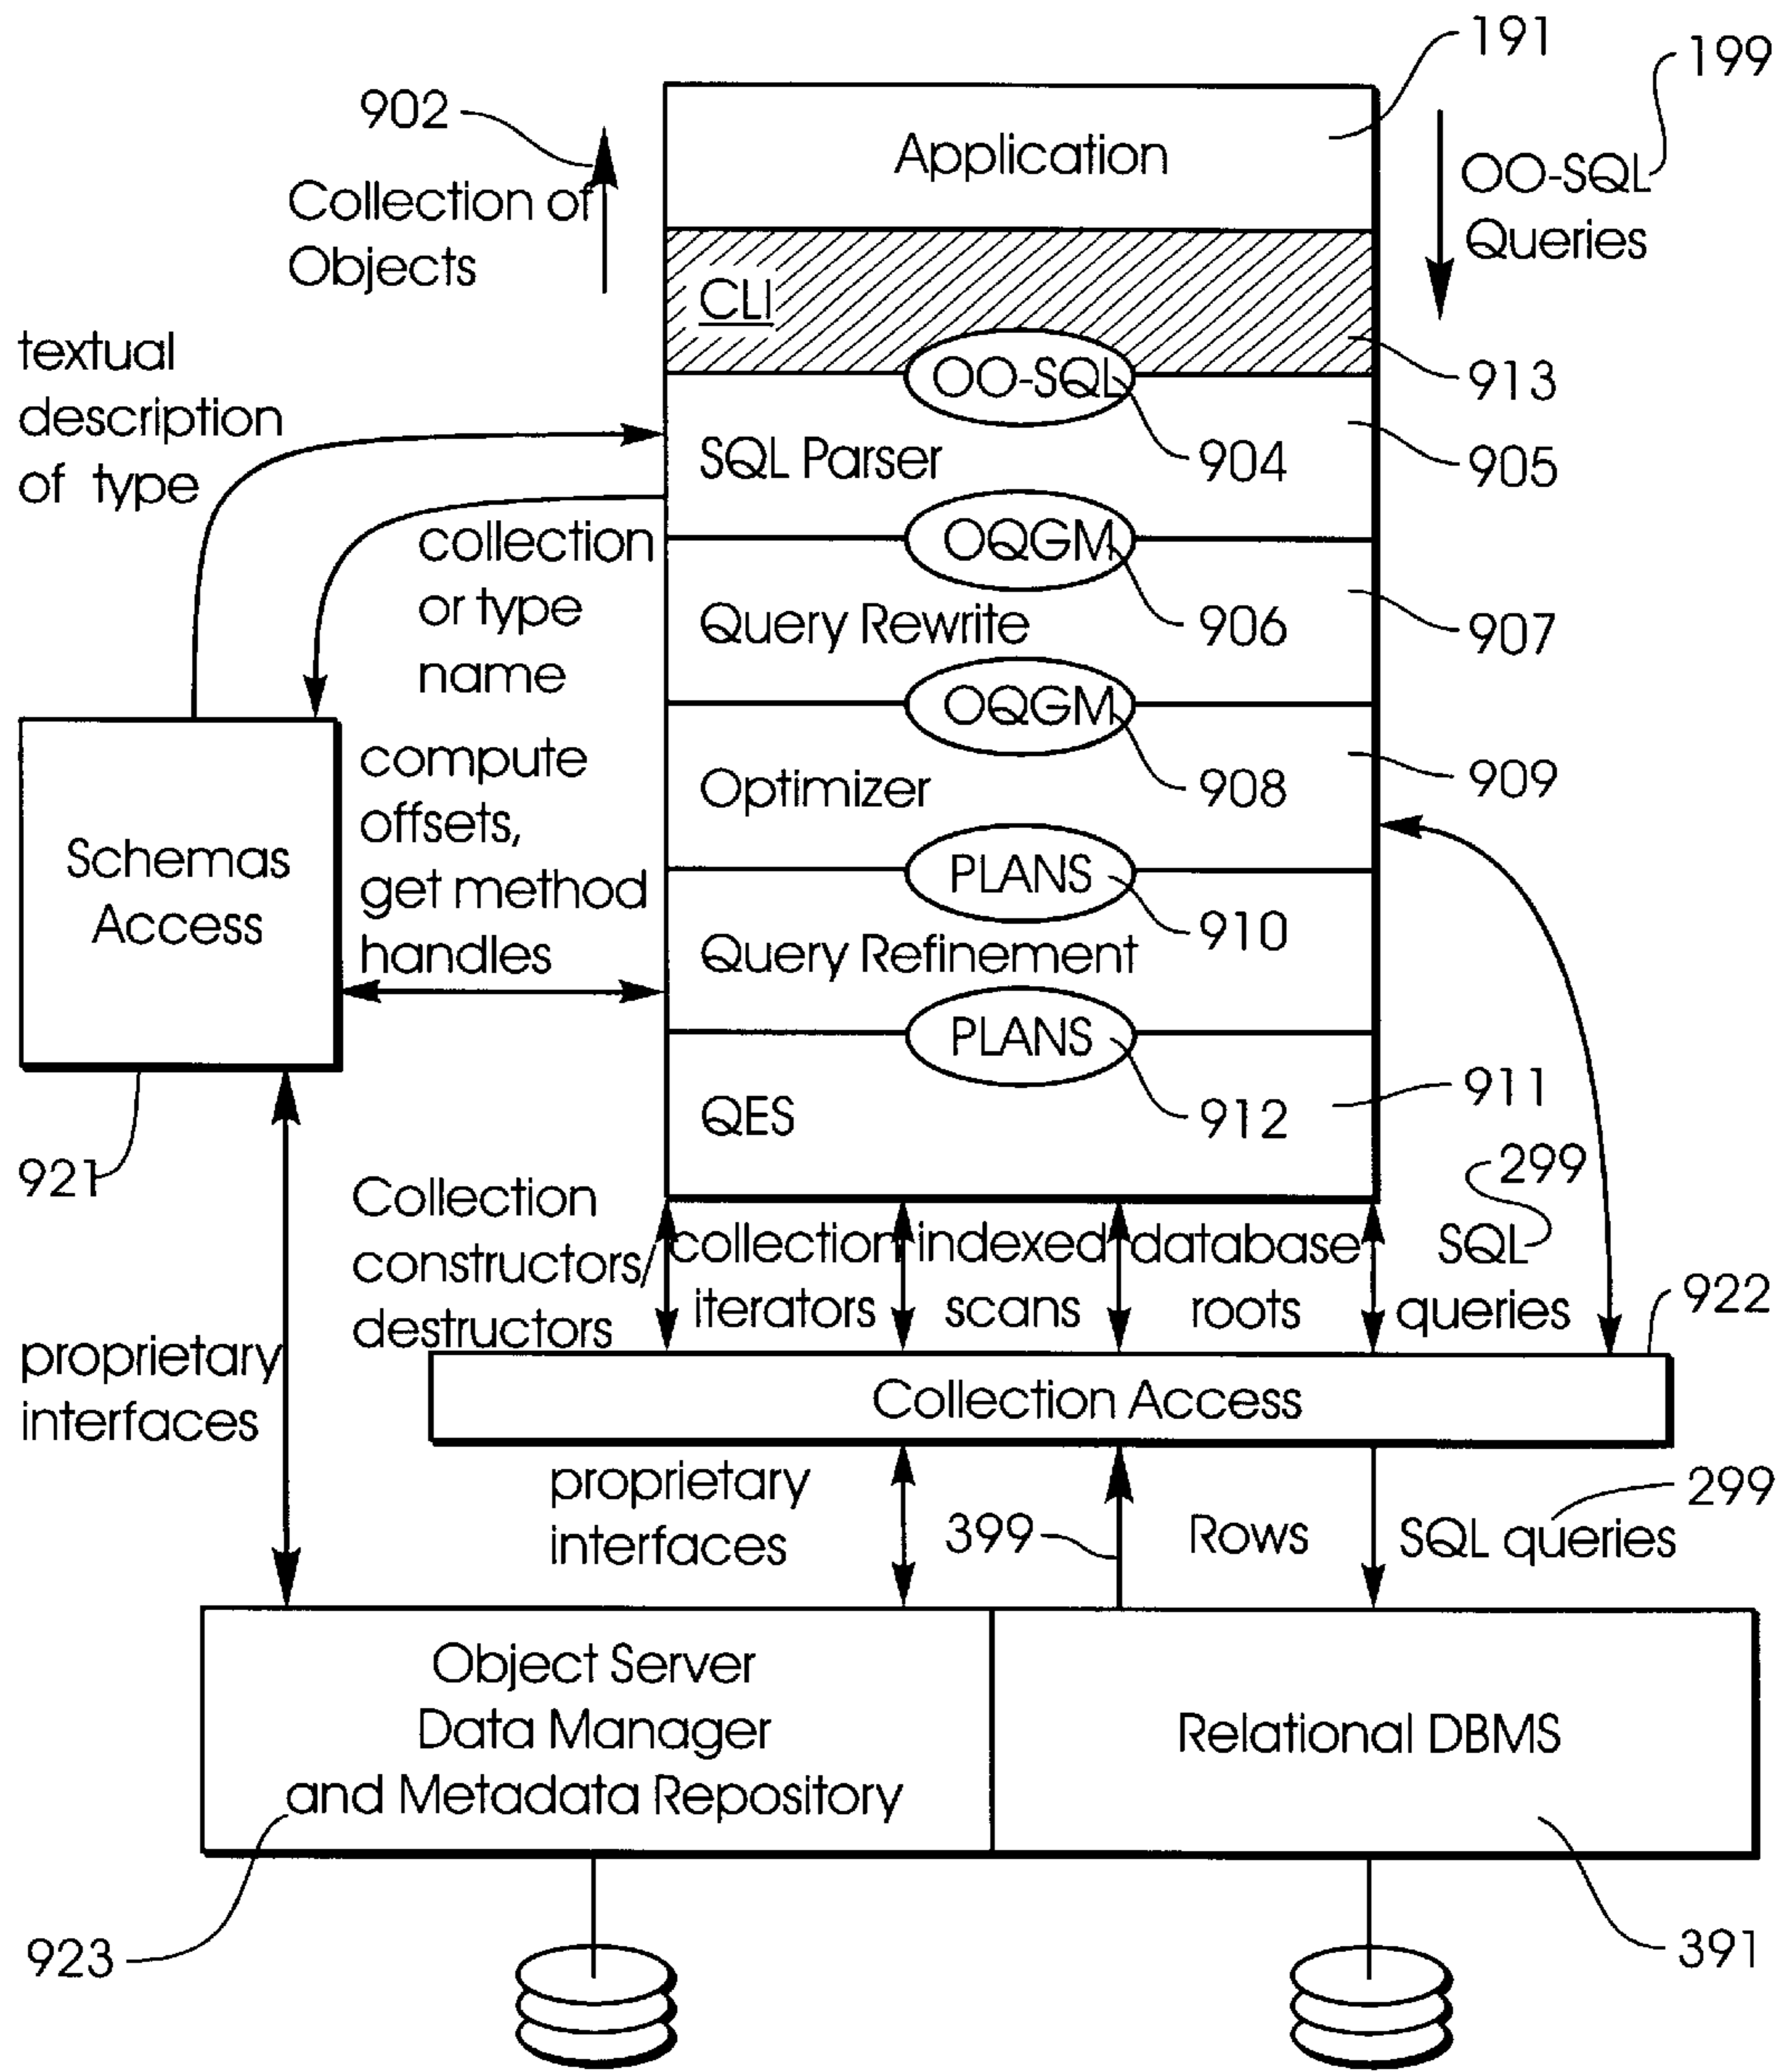 191
199
902
Application
Collection of
Objects
OO-SQL
Queries
CLI
913
textual
description
of type
OO-SQL
904
905
SQL Parser
collection
or type
name
OQGM
906
907
Query Rewrite
OQGM
908
909
Optimizer
compute
offsets,
get method
handles
Schemas
Access
PLANS
910
Query Refinement
PLANS
912
911
QES
921
299
Collection
constructors/
destructors
collection
iterators
indexed
scans
database
roots
SQL
queries
922
proprietary
interfaces
Collection Access
proprietary
interfaces
399
Rows
299
SQL queries
Object Server
Data Manager
and Metadata Repository
Relational DBMS
923
391